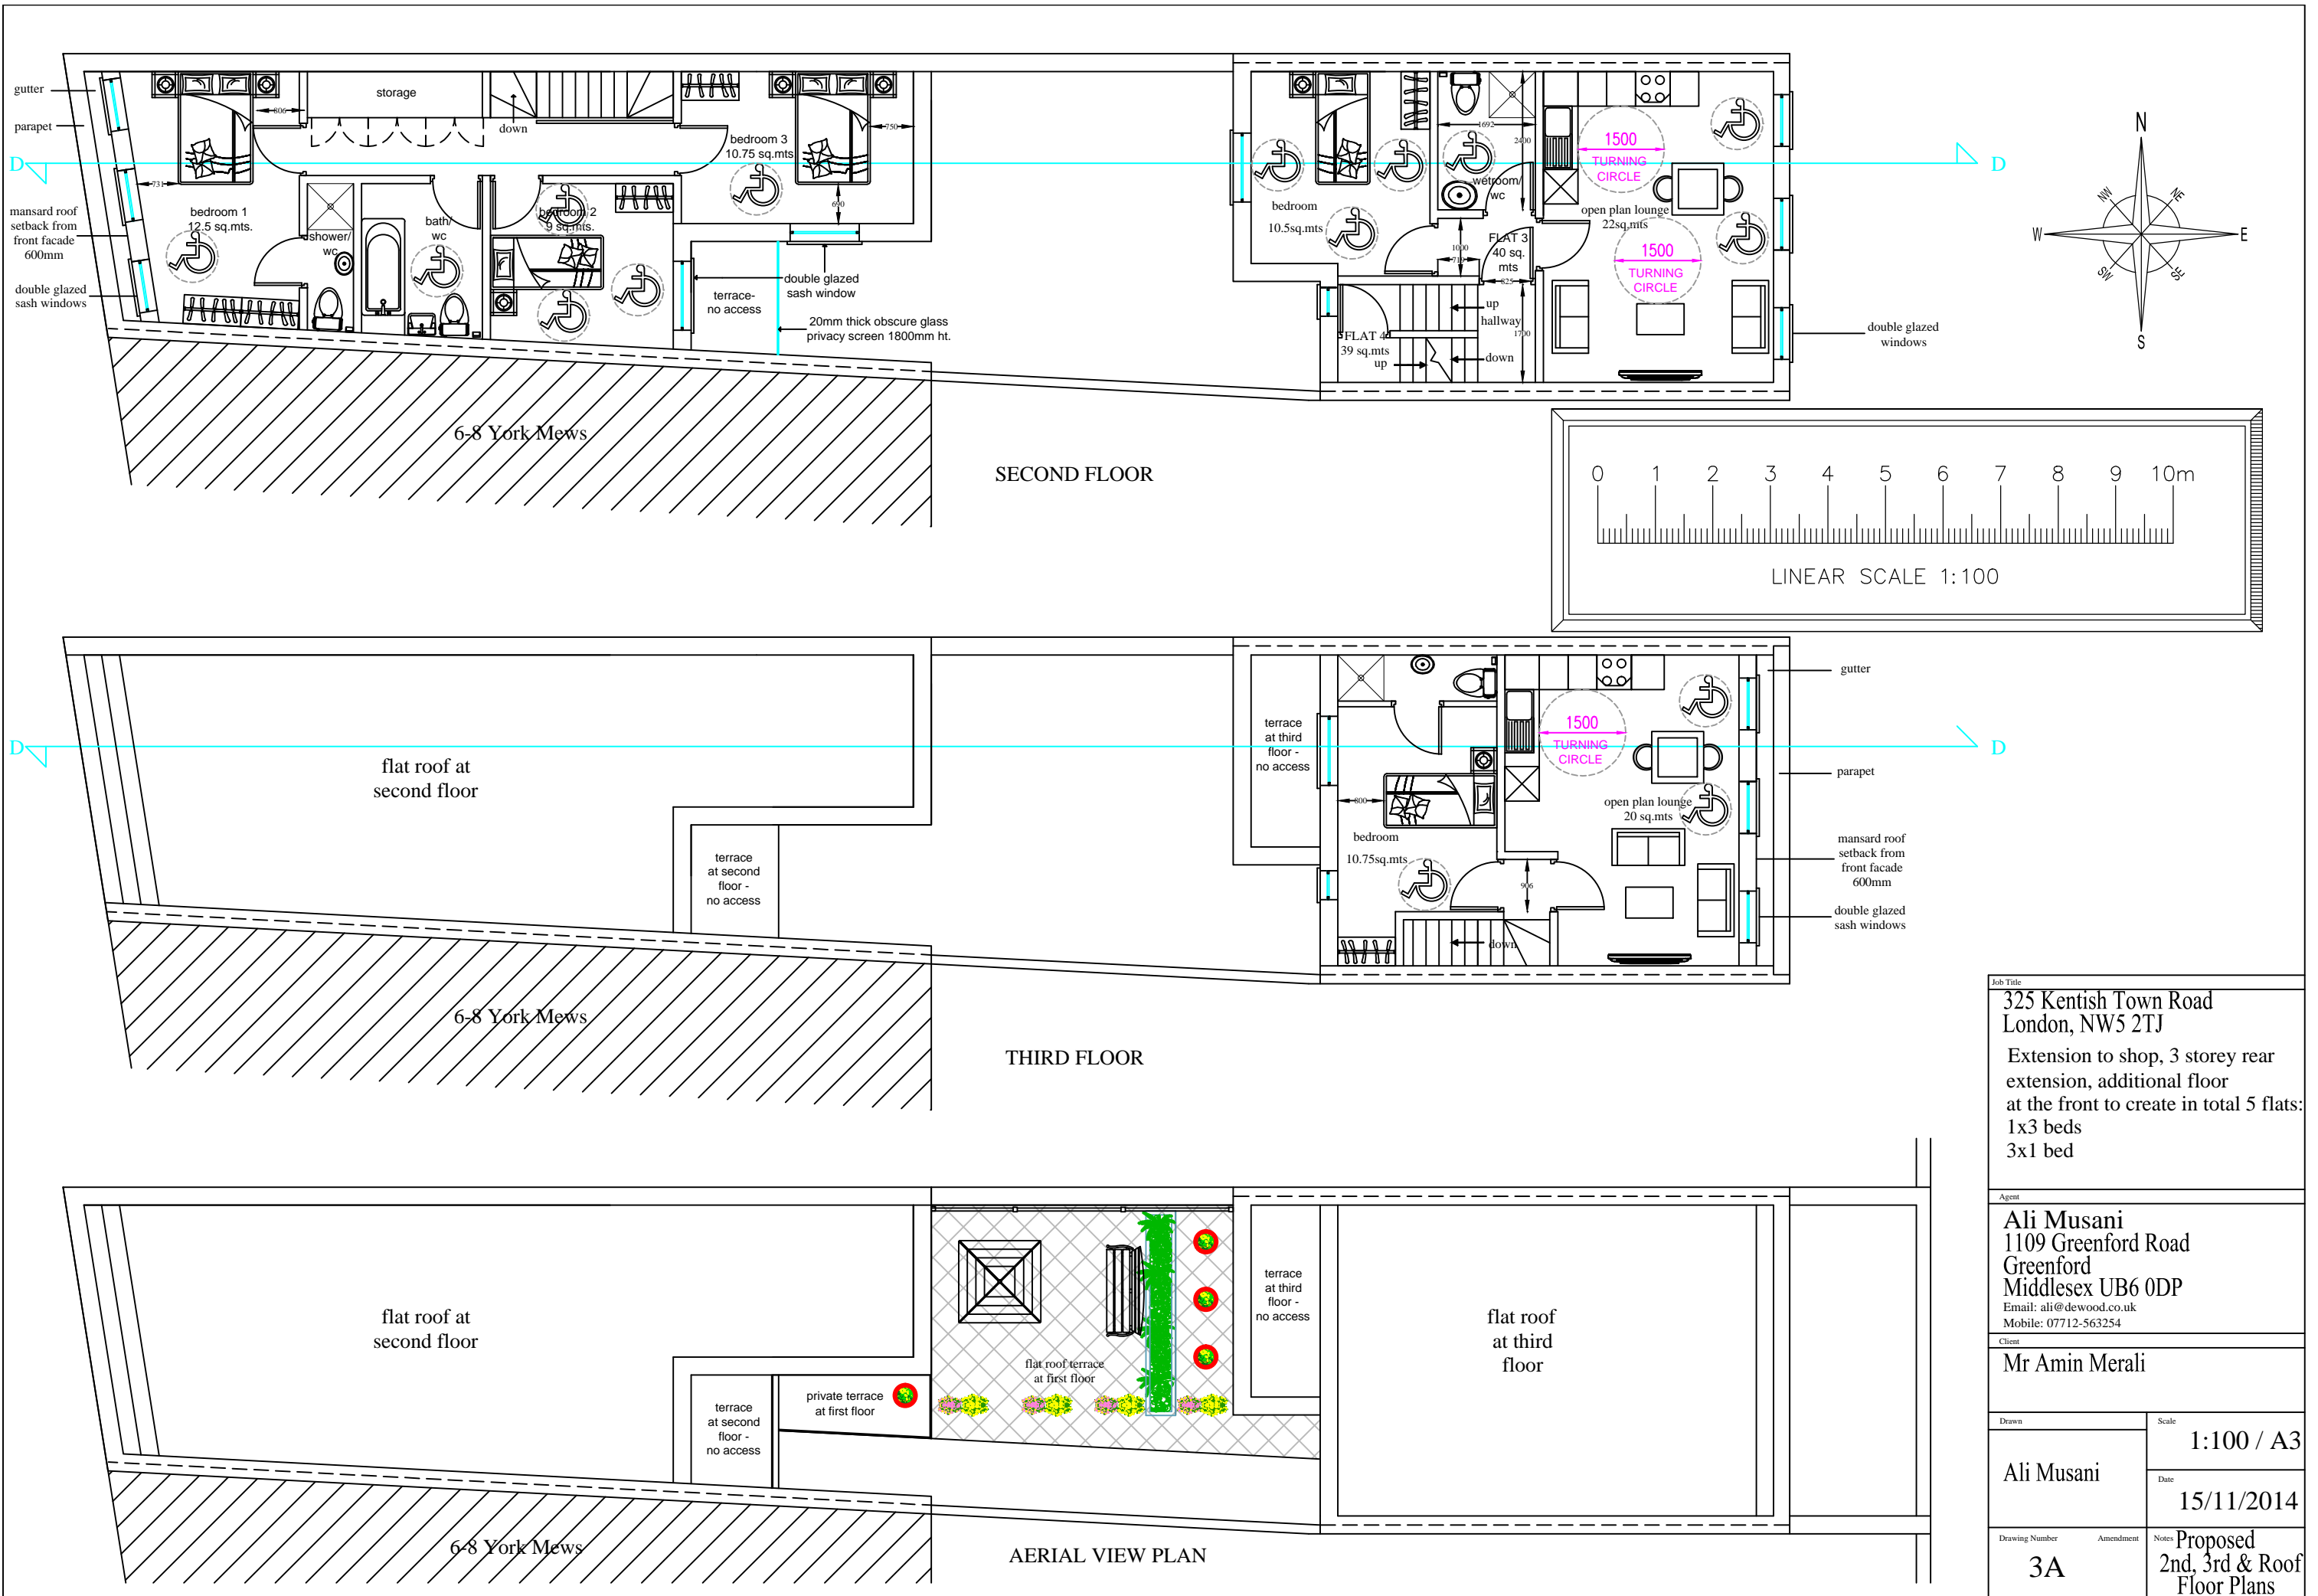 gutter
parapet
D
mansard roof
setback from
front facade
600mm
double glazed
sash windows
806
storage
down
731
bedroom 1
12.5 sq.mts.
shower/
wc
bath/
wc
bedroom 2
9 sq.mts.
bedroom 3
10.75 sq.mts
750
690
terrace-
no access
double glazed
sash window
20mm thick obscure glass
privacy screen 1800mm ht.
bedroom
10.5sq.mts
1692
2400
wetroom/
wc
1000
710
FLAT 3
40 sq.
mts
825
1700
up
hallway
down
FLAT 4
39 sq.mts
up
1500
TURNING
CIRCLE
open plan lounge
22sq.mts
1500
TURNING
CIRCLE
double glazed
windows
D
N
NE
E
SE
S
SW
W
NW
6-8 York Mews
SECOND FLOOR
0 1 2 3 4 5 6 7 8 9 10m
LINEAR SCALE 1:100
D
flat roof at
second floor
terrace
at second
floor -
no access
terrace
at third
floor -
no access
800
bedroom
10.75sq.mts
906
down
1500
TURNING
CIRCLE
open plan lounge
20 sq.mts
gutter
D
parapet
mansard roof
setback from
front facade
600mm
double glazed
sash windows
6-8 York Mews
THIRD FLOOR
flat roof at
second floor
terrace
at second
floor -
no access
private terrace
at first floor
flat roof terrace
at first floor
terrace
at third
floor -
no access
flat roof
at third
floor
6-8 York Mews
AERIAL VIEW PLAN
Job Title
325 Kentish Town Road
London, NW5 2TJ
Extension to shop, 3 storey rear
extension, additional floor
at the front to create in total 5 flats:
1x3 beds
3x1 bed
Agent
Ali Musani
1109 Greenford Road
Greenford
Middlesex UB6 0DP
Email: ali@dewood.co.uk
Mobile: 07712-563254
Client
Mr Amin Merali
Drawn
Ali Musani
Scale
1:100 / A3
Date
15/11/2014
Drawing Number
Amendment
3A
Notes
Proposed
2nd, 3rd & Roof
Floor Plans